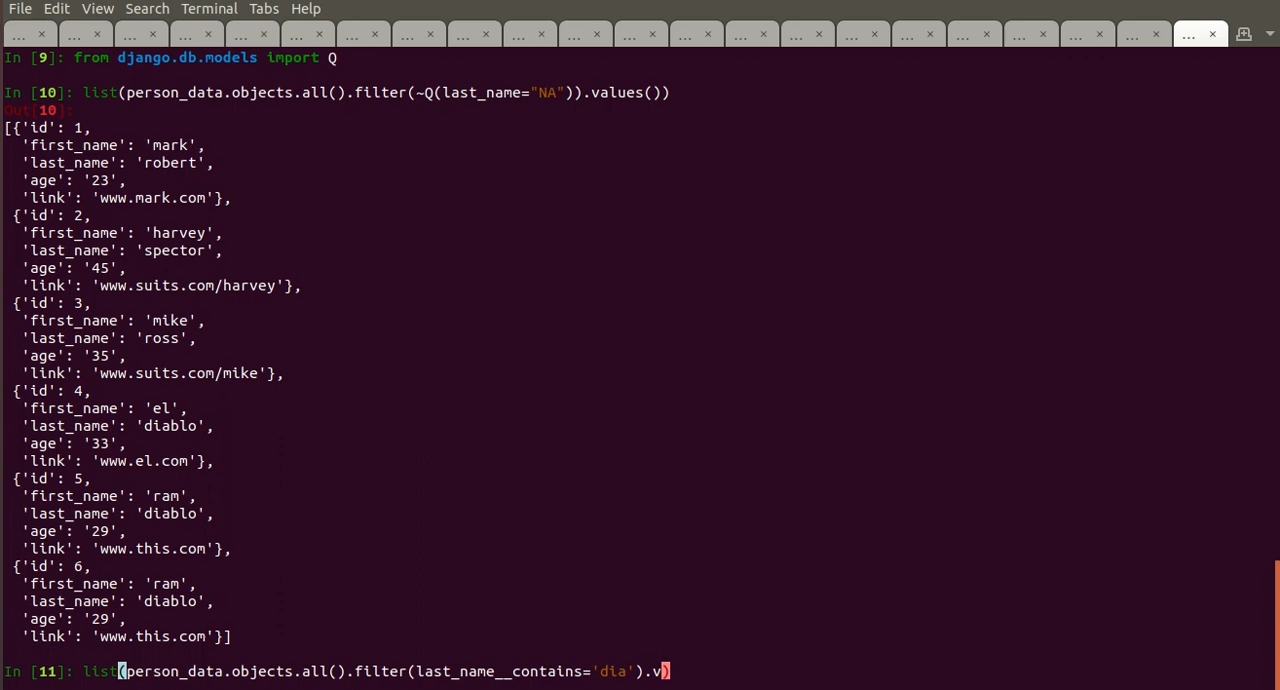 File Edit View Search Terminal Tabs Help
... × ... × ... × ... × ... × ... × ... × ... × ... × ... × ... × ... × ... × ... × ... × ... × ... × ... × ... × ... × ... × ... ×
In [9]: from django.db.models import Q
In [10]: list(person_data.objects.all().filter(~Q(last_name="NA")).values())
Out[10]:
[{'id': 1,
'first_name': 'mark',
'last_name': 'robert',
'age': '23',
'link': 'www.mark.com'},
{'id': 2,
'first_name': 'harvey',
'last_name': 'spector',
'age': '45',
'link': 'www.suits.com/harvey'},
{'id': 3,
'first_name': 'mike',
'last_name': 'ross',
'age': '35',
'link': 'www.suits.com/mike'},
{'id': 4,
'first_name': 'el',
'last_name': 'diablo',
'age': '33',
'link': 'www.el.com'},
{'id': 5,
'first_name': 'ram',
'last_name': 'diablo',
'age': '29',
'link': 'www.this.com'},
{'id': 6,
'first_name': 'ram',
'last_name': 'diablo',
'age': '29',
'link': 'www.this.com'}]
In [11]: list(person_data.objects.all().filter(last_name__contains='dia').v)